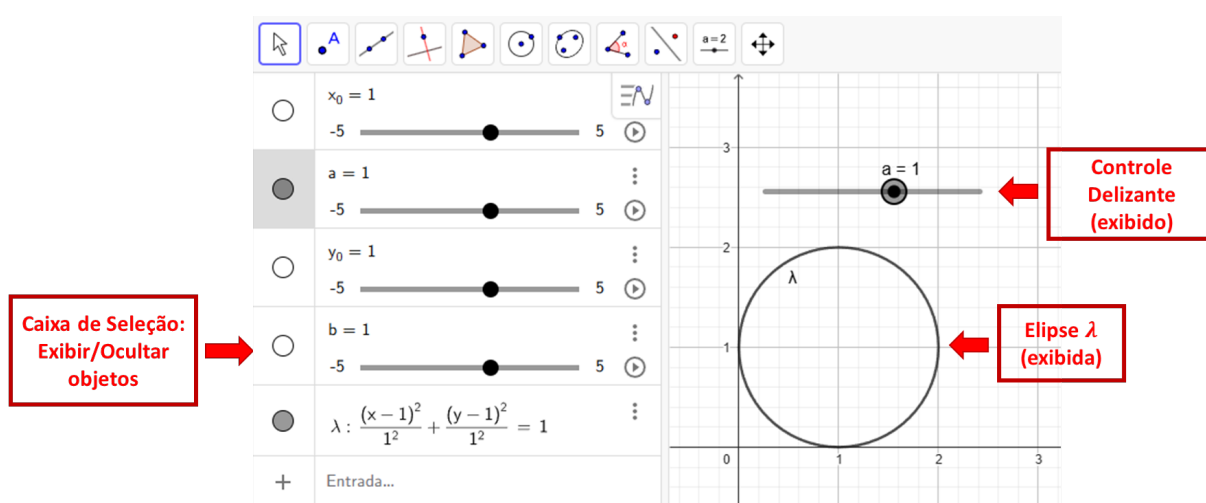 A
α
a=2
x₀ = 1
-5 5
a = 1
-5 5
y₀ = 1
-5 5
b = 1
-5 5
λ : (x − 1)²/1² + (y − 1)²/1² = 1
+ Entrada...
3
2
1
0 1 2 3
a = 1
λ
Controle
Delizante
(exibido)
Elipse λ
(exibida)
Caixa de Seleção:
Exibir/Ocultar
objetos